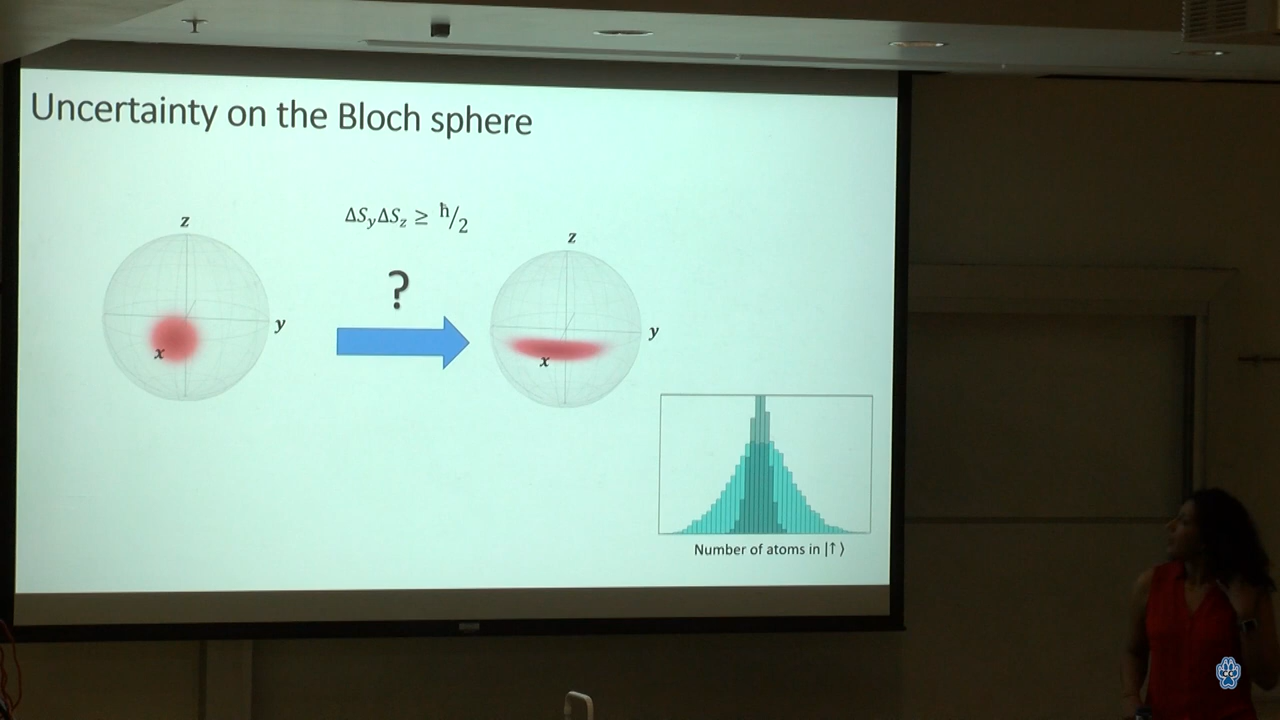 Uncertainty on the Bloch sphere
ΔS_yΔS_z ≥ ħ/2
z
z
?
y
y
x
x
Number of atoms in |↑⟩